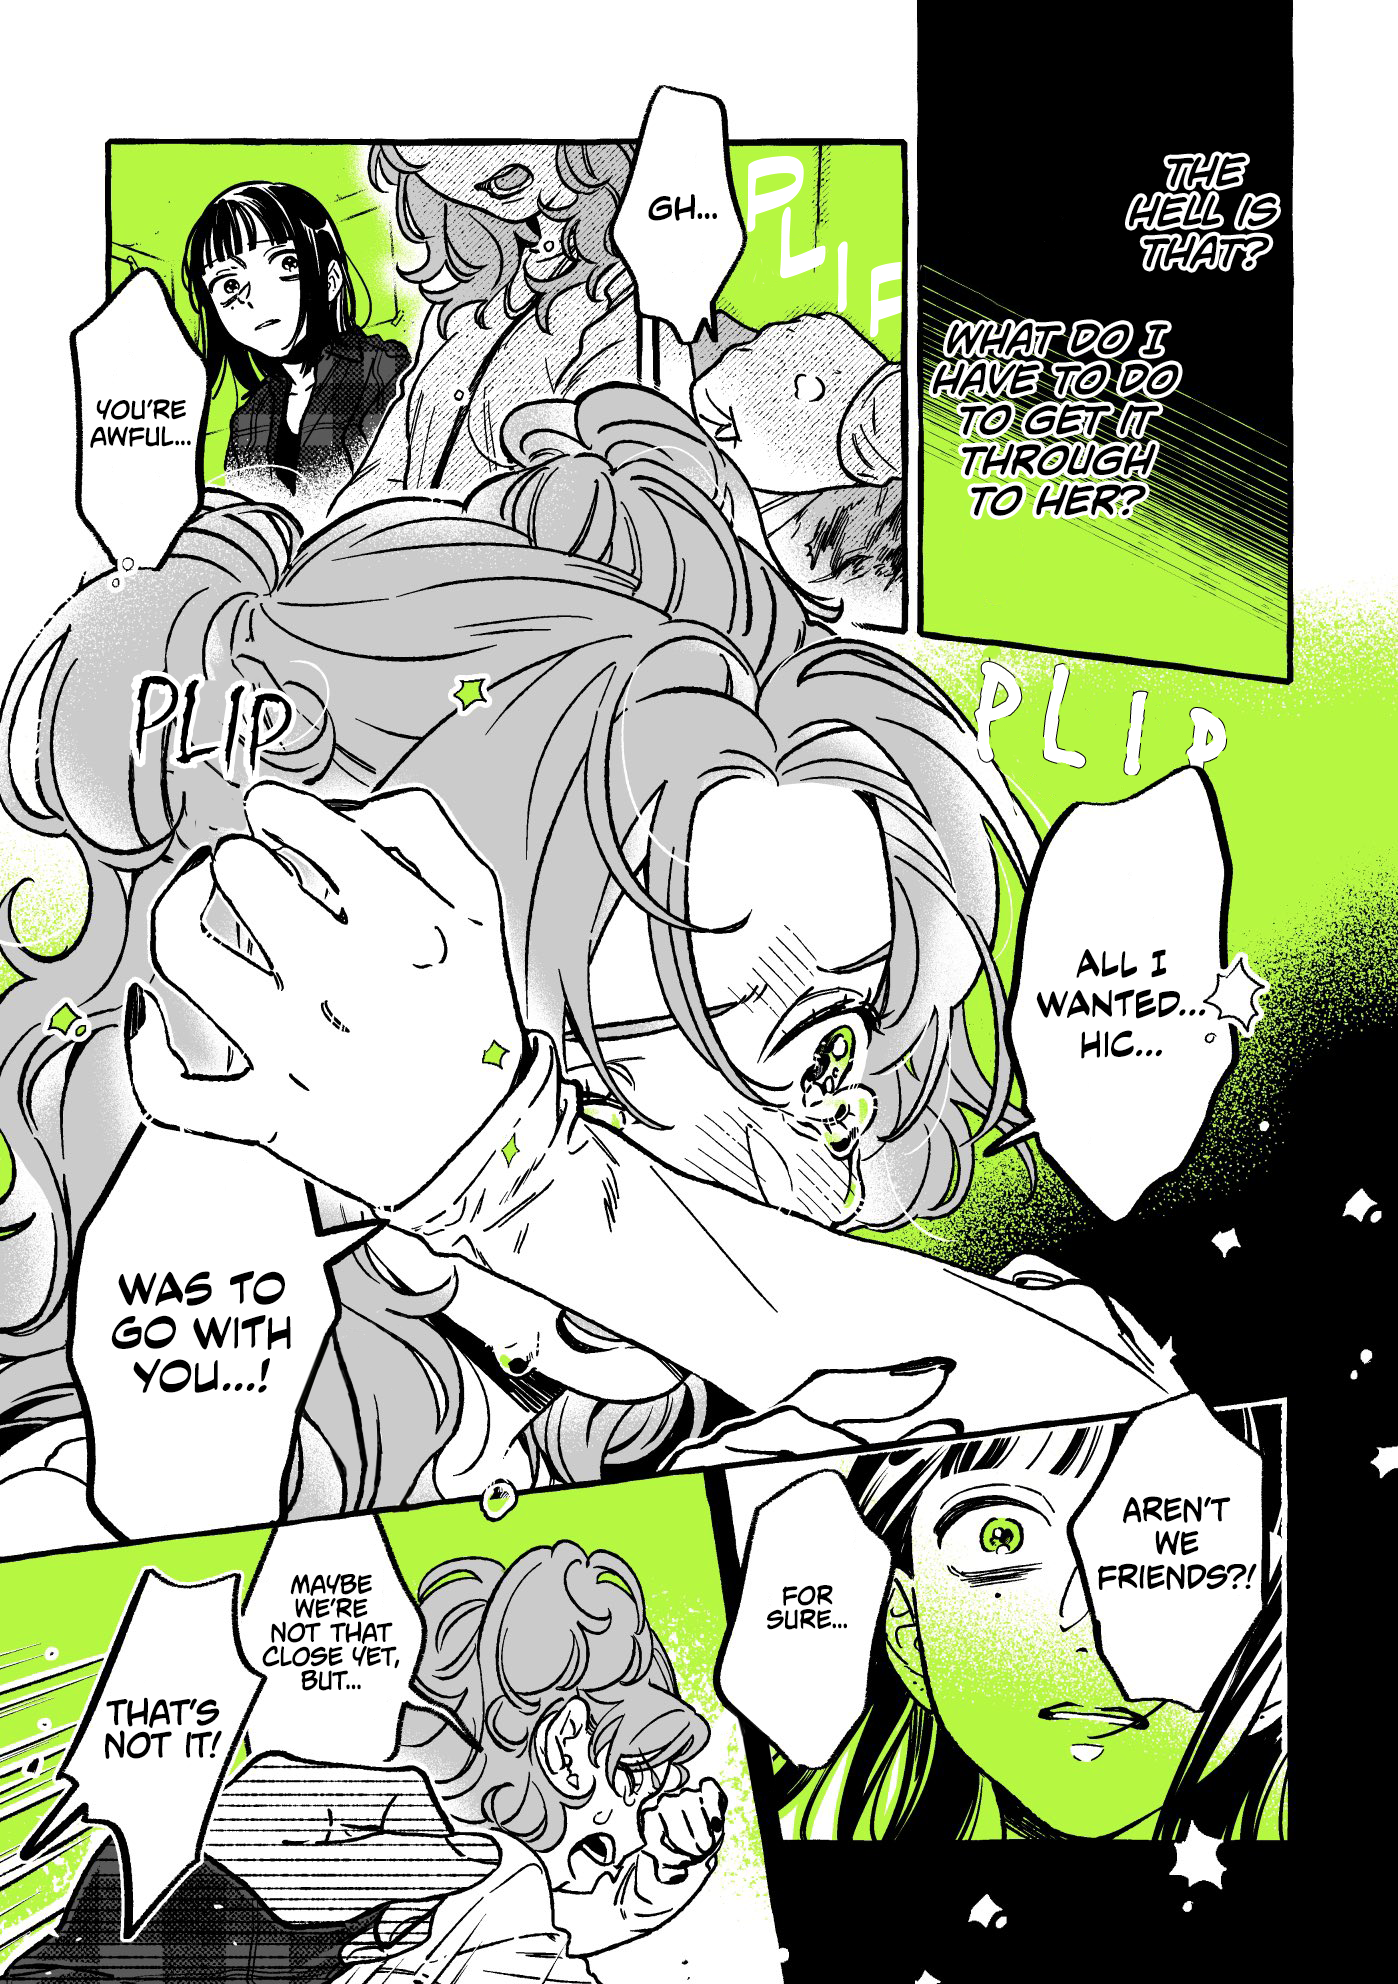 THE
HELL IS
THAT?
WHAT DO I
HAVE TO DO
TO GET IT
THROUGH
TO HER?
PLIP
GH...
YOU'RE
AWFUL...
PLIP
ALL I
WANTED...
HIC...
PLIP
WAS TO
GO WITH
YOU...!
AREN'T
WE
FRIENDS?!
FOR
SURE...
MAYBE
WE'RE
NOT THAT
CLOSE YET,
BUT...
THAT'S
NOT IT!